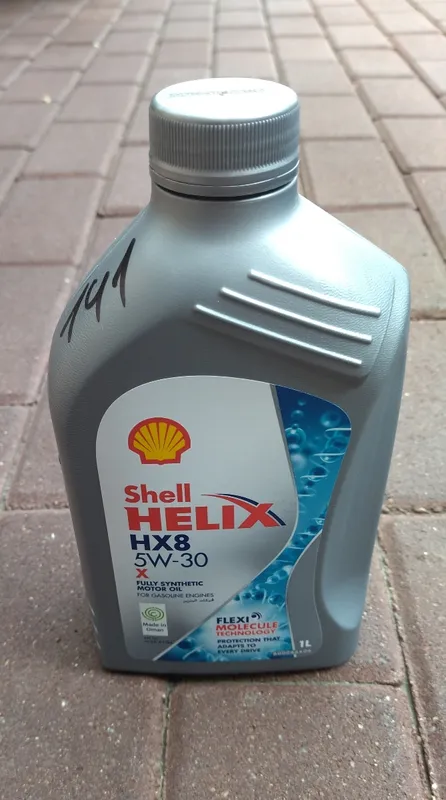 141
Shell
HELIX
HX8
5W-30
X
FULLY SYNTHETIC
MOTOR OIL
FOR GASOLINE ENGINES
Made in
Oman
FLEXI
MOLECULE
TECHNOLOGY
PROTECTION THAT
ADAPTS TO
EVERY DRIVE
1L